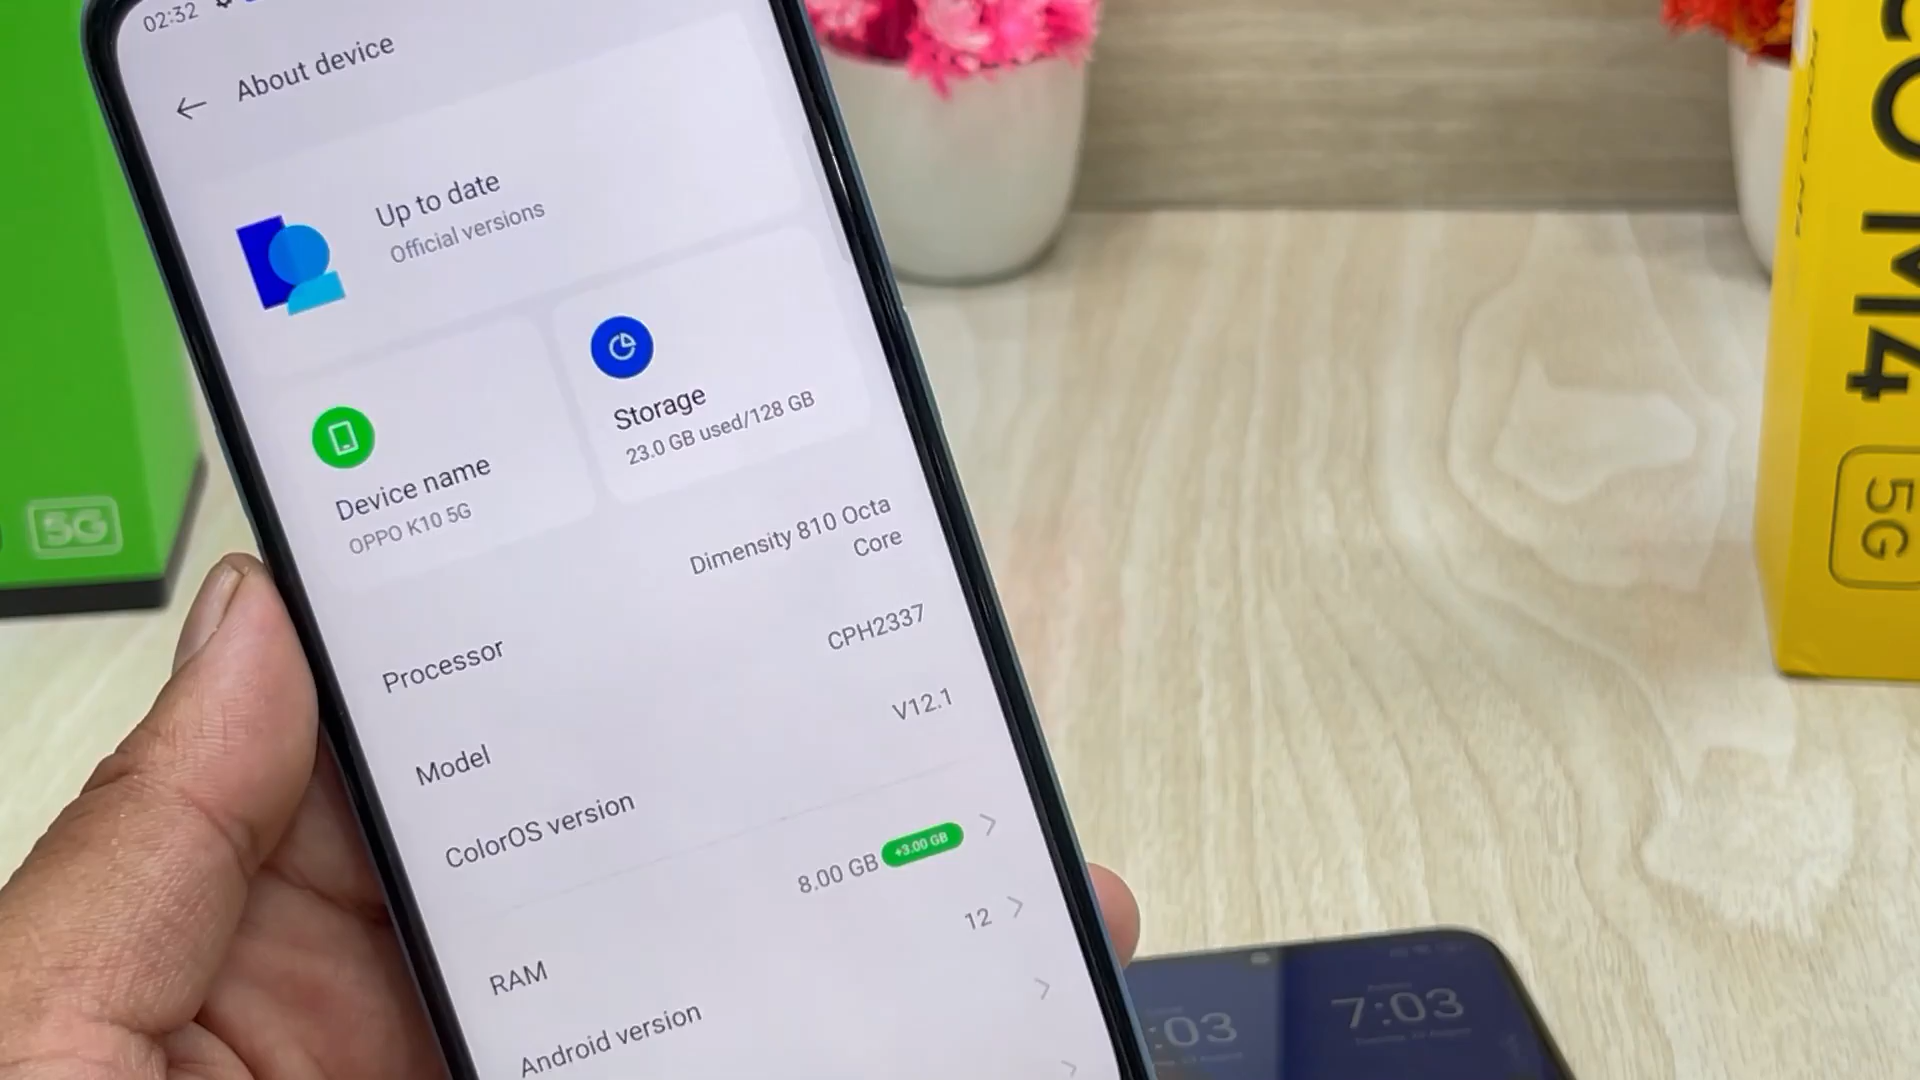 02:32
About device
Up to date
Official versions
Storage
23.0 GB used/128 GB
Device name
OPPO K10 5G
Processor
Dimensity 810 Octa
Core
Model
CPH2337
ColorOS version
V12.1
RAM
8.00 GB +3.00 GB
Android version
12
5G
CO M4
5G
:03
7:03